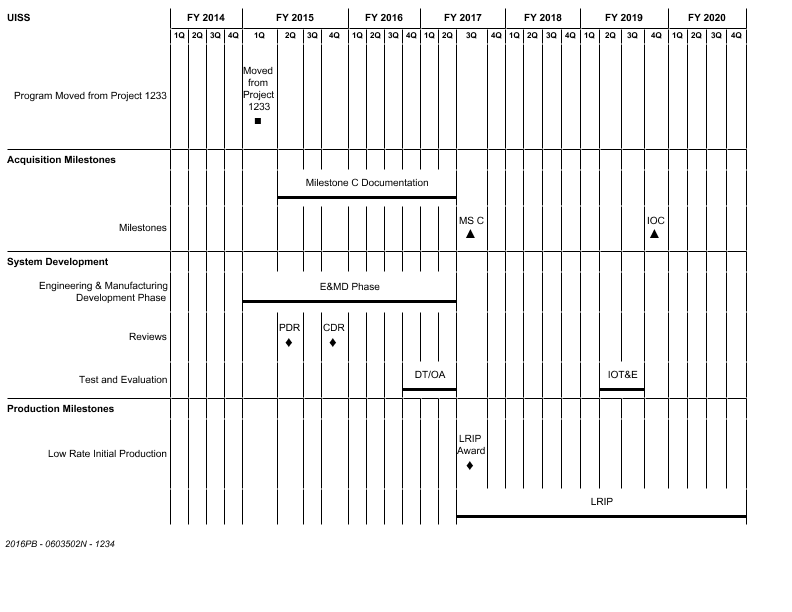 UISS FY 2014 FY 2015 FY 2016 FY 2017 FY 2018 FY 2019 FY 2020
1Q 2Q 3Q 4Q 1Q 2Q 3Q 4Q 1Q 2Q 3Q 4Q 1Q 2Q 3Q 4Q 1Q 2Q 3Q 4Q 1Q 2Q 3Q 4Q 1Q 2Q 3Q 4Q
Program Moved from Project 1233
Moved
from
Project
1233
Acquisition Milestones
Milestone C Documentation
Milestones
MS C
IOC
System Development
Engineering & Manufacturing
Development Phase
E&MD Phase
Reviews
PDR
CDR
Test and Evaluation
DT/OA
IOT&E
Production Milestones
Low Rate Initial Production
LRIP
Award
LRIP
2016PB - 0603502N - 1234